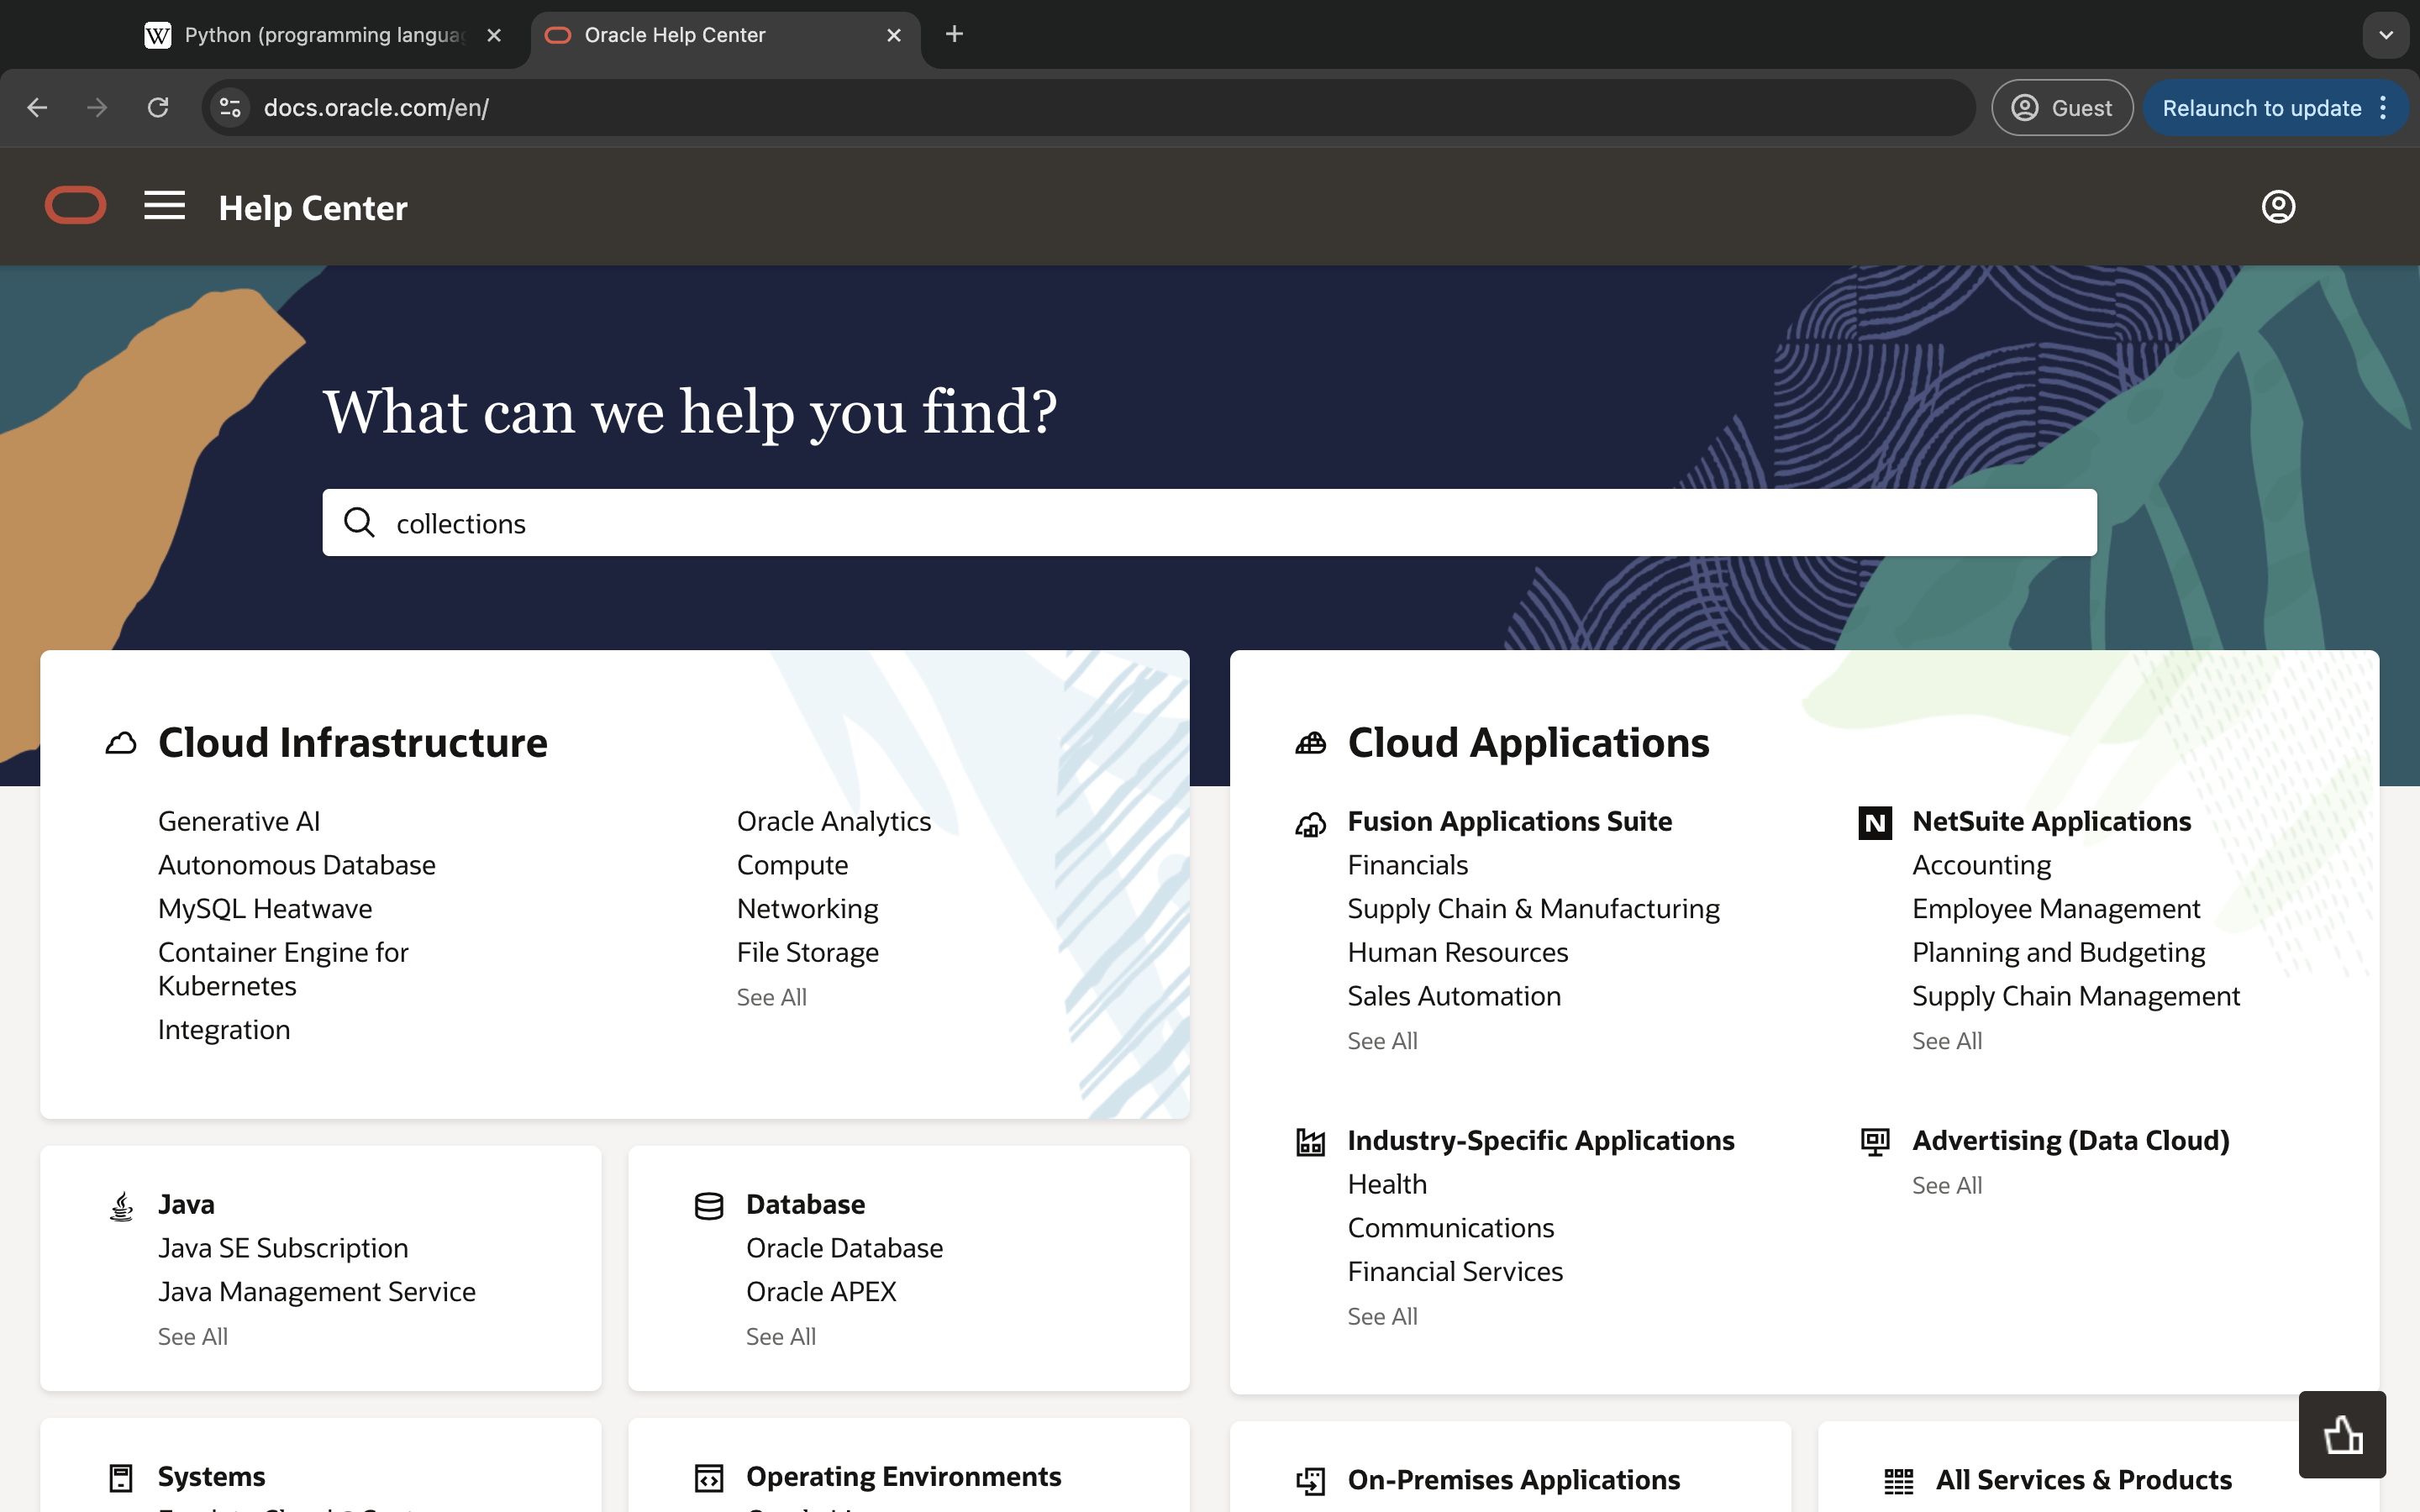 Python (programming langua
Oracle Help Center
docs.oracle.com/en/
Guest
Relaunch to update
Help Center
What can we help you find?
collections
Cloud Infrastructure
Generative AI
Autonomous Database
MySQL Heatwave
Container Engine for
Kubernetes
Integration
Oracle Analytics
Compute
Networking
File Storage
See All
Cloud Applications
Fusion Applications Suite
Financials
Supply Chain & Manufacturing
Human Resources
Sales Automation
See All
NetSuite Applications
Accounting
Employee Management
Planning and Budgeting
Supply Chain Management
See All
Industry-Specific Applications
Health
Communications
Financial Services
See All
Advertising (Data Cloud)
See All
Java
Java SE Subscription
Java Management Service
See All
Database
Oracle Database
Oracle APEX
See All
Systems
Operating Environments
On-Premises Applications
All Services & Products